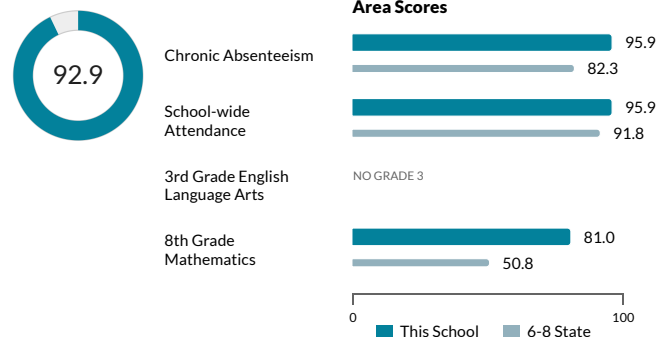 Area Scores
92.9
Chronic Absenteeism
95.9
82.3
School-wide
Attendance
95.9
91.8
3rd Grade English
Language Arts
NO GRADE 3
8th Grade
Mathematics
81.0
50.8
0
100
This School
6-8 State